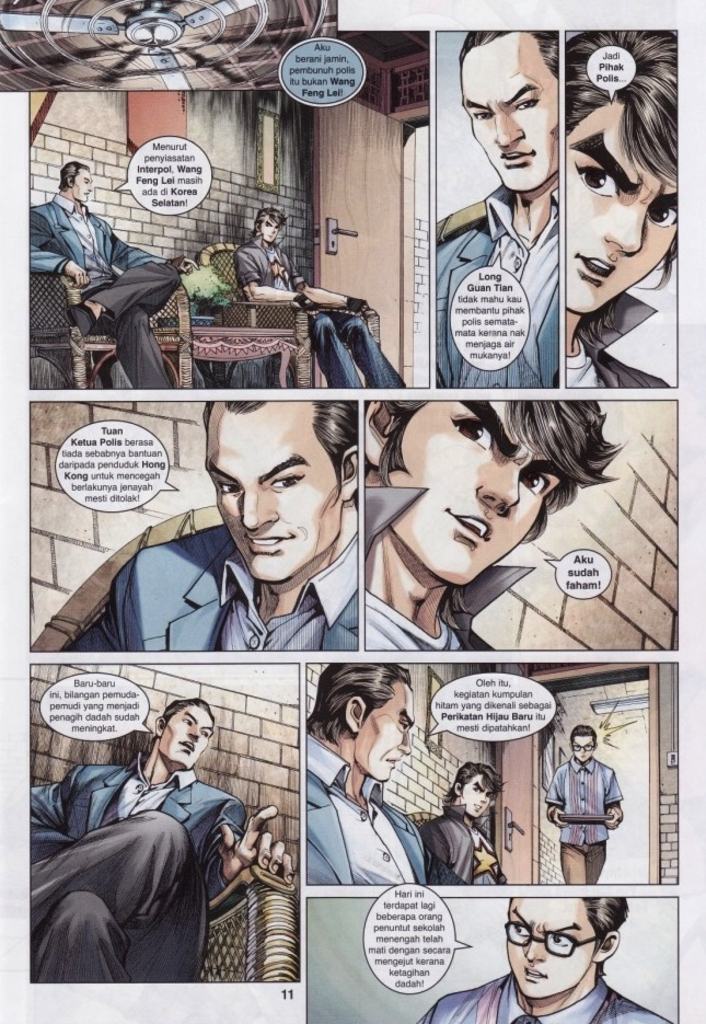 Aku
berani jamin,
pembunuh polis
itu bukan Wang
Feng Lei!
Menurut
penyiasatan
Interpol, Wang
Feng Lei masih
ada di Korea
Selatan!
Long
Guan Tian
tidak mahu kau
membantu pihak
polis semata-
mata kerana nak
menjaga air
mukanya!
Jadi
Pihak
Polis...
Tuan
Ketua Polis berasa
tiada sebabnya bantuan
daripada penduduk Hong
Kong untuk mencegah
berlakunya jenayah
mesti ditolak!
Aku
sudah
faham!
Baru-baru
ini, bilangan pemuda-
pemudi yang menjadi
penagih dadah sudah
meningkat.
Oleh itu,
kegiatan kumpulan
hitam yang dikenali sebagai
Perikatan Hijau Baru itu
mesti dipatahkan!
Hari ini
terdapat lagi
beberapa orang
penuntut sekolah
menengah telah
mati dengan secara
mengejut kerana
ketagihan
dadah!
11